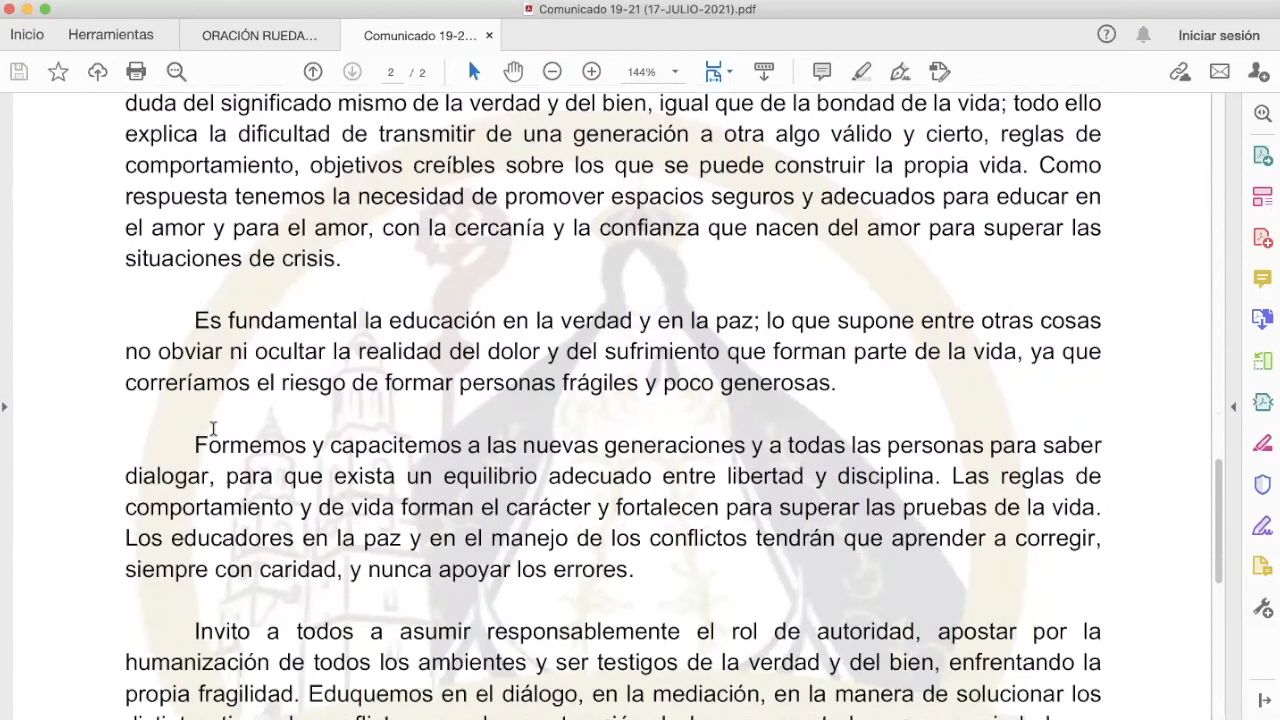 Comunicado 19-21 (17-JULIO-2021).pdf
Inicio Herramientas ORACIÓN RUEDA... Comunicado 19-2... × Iniciar sesión
2 / 2 144%
duda del significado mismo de la verdad y del bien, igual que de la bondad de la vida; todo ello
explica la dificultad de transmitir de una generación a otra algo válido y cierto, reglas de
comportamiento, objetivos creíbles sobre los que se puede construir la propia vida. Como
respuesta tenemos la necesidad de promover espacios seguros y adecuados para educar en
el amor y para el amor, con la cercanía y la confianza que nacen del amor para superar las
situaciones de crisis.
Es fundamental la educación en la verdad y en la paz; lo que supone entre otras cosas
no obviar ni ocultar la realidad del dolor y del sufrimiento que forman parte de la vida, ya que
correríamos el riesgo de formar personas frágiles y poco generosas.
Formemos y capacitemos a las nuevas generaciones y a todas las personas para saber
dialogar, para que exista un equilibrio adecuado entre libertad y disciplina. Las reglas de
comportamiento y de vida forman el carácter y fortalecen para superar las pruebas de la vida.
Los educadores en la paz y en el manejo de los conflictos tendrán que aprender a corregir,
siempre con caridad, y nunca apoyar los errores.
Invito a todos a asumir responsablemente el rol de autoridad, apostar por la
humanización de todos los ambientes y ser testigos de la verdad y del bien, enfrentando la
propia fragilidad. Eduquemos en el diálogo, en la mediación, en la manera de solucionar los